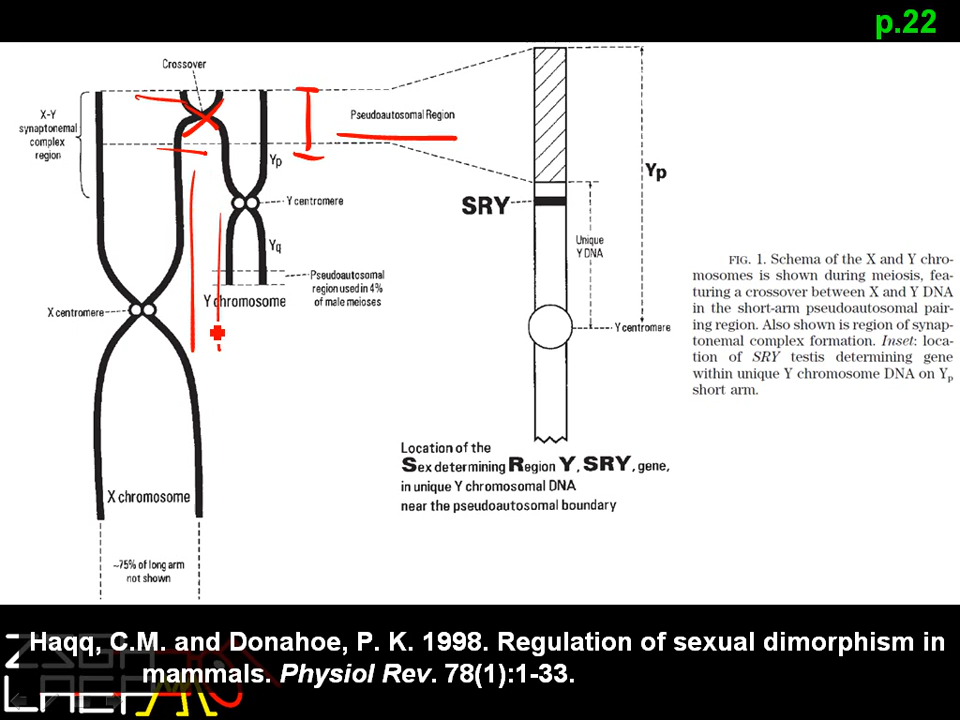 p.22
Crossover
X-Y
synaptonemal
complex
region
Pseudoautosomal Region
Yp
Y centromere
Yq
Pseudoautosomal
region used in 4%
of male meioses
Y chromosome
X centromere
X chromosome
~75% of long arm
not shown
Yp
SRY
Unique
Y DNA
Y centromere
Location of the
Sex determining Region Y, SRY, gene,
in unique Y chromosomal DNA
near the pseudoautosomal boundary
FIG. 1. Schema of the X and Y chro-
mosomes is shown during meiosis, fea-
turing a crossover between X and Y DNA
in the short-arm pseudoautosomal pair-
ing region. Also shown is region of synap-
tonemal complex formation. Inset: loca-
tion of SRY testis determining gene
within unique Y chromosome DNA on Yp
short arm.
Haqq, C.M. and Donahoe, P. K. 1998. Regulation of sexual dimorphism in
mammals. Physiol Rev. 78(1):1-33.